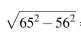 √(65² − 56²) :